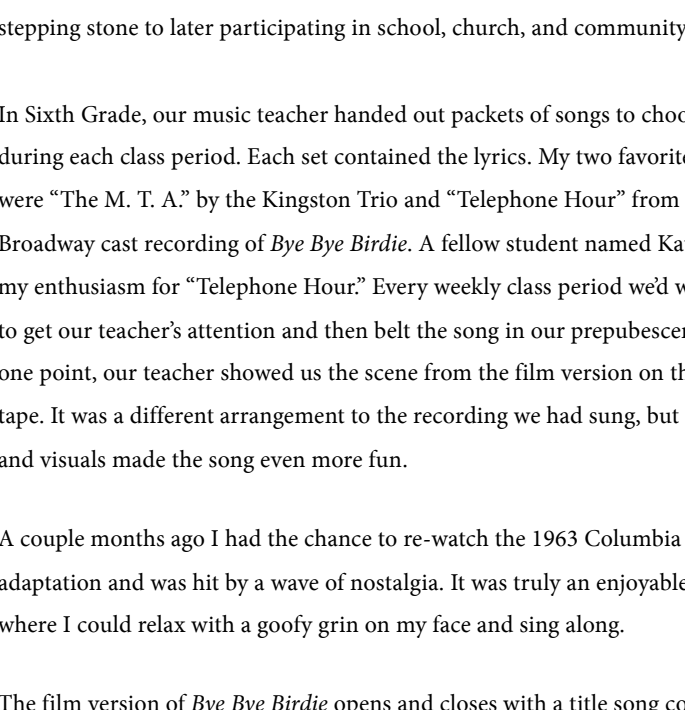 stepping stone to later participating in school, church, and community
In Sixth Grade, our music teacher handed out packets of songs to choo
during each class period. Each set contained the lyrics. My two favorite
were “The M. T. A.” by the Kingston Trio and “Telephone Hour” from
Broadway cast recording of Bye Bye Birdie. A fellow student named Ka
my enthusiasm for “Telephone Hour.” Every weekly class period we’d w
to get our teacher’s attention and then belt the song in our prepubescen
one point, our teacher showed us the scene from the film version on th
tape. It was a different arrangement to the recording we had sung, but
and visuals made the song even more fun.
A couple months ago I had the chance to re-watch the 1963 Columbia
adaptation and was hit by a wave of nostalgia. It was truly an enjoyable
where I could relax with a goofy grin on my face and sing along.
The film version of Bye Bye Birdie opens and closes with a title song co